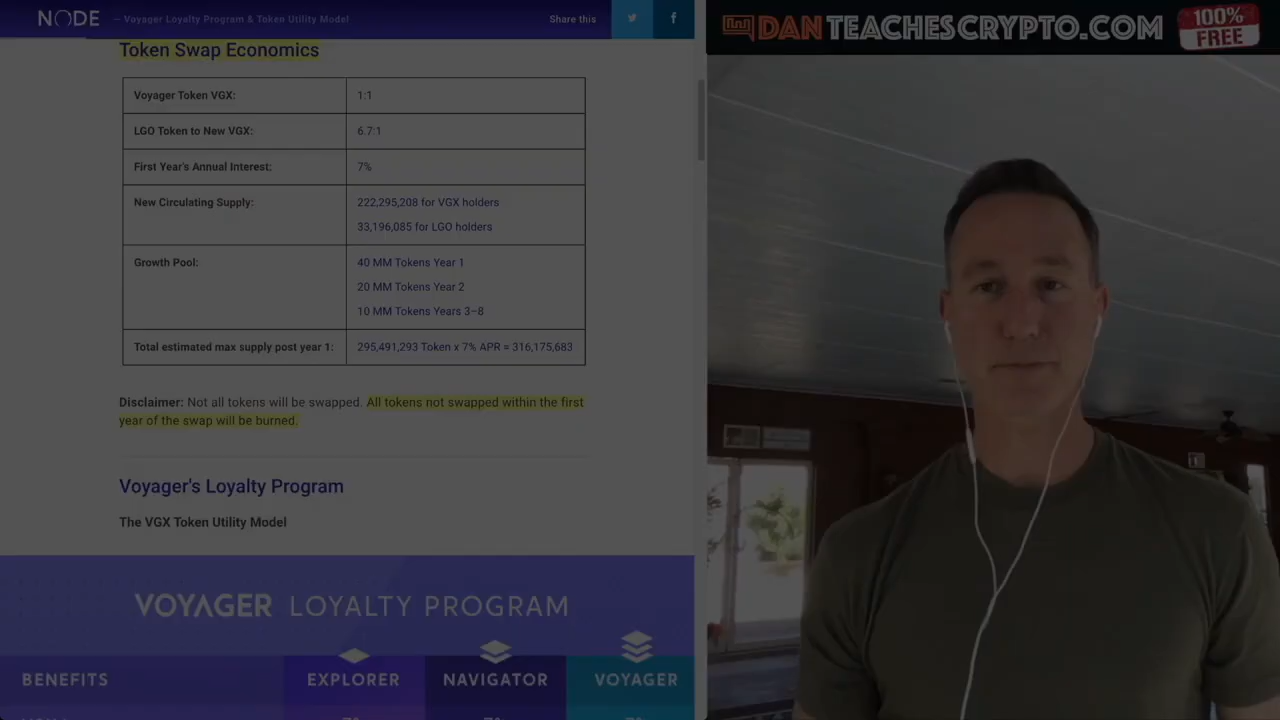 NODE
— Voyager Loyalty Program & Token Utility Model
Share this
Token Swap Economics
Voyager Token VGX:
1:1
LGO Token to New VGX:
6.7:1
First Year's Annual Interest:
7%
New Circulating Supply:
222,295,208 for VGX holders
33,196,085 for LGO holders
Growth Pool:
40 MM Tokens Year 1
20 MM Tokens Year 2
10 MM Tokens Years 3–8
Total estimated max supply post year 1:
295,491,293 Token x 7% APR = 316,175,683
Disclaimer: Not all tokens will be swapped. All tokens not swapped within the first
year of the swap will be burned.
Voyager's Loyalty Program
The VGX Token Utility Model
VOYAGER LOYALTY PROGRAM
BENEFITS
EXPLORER
NAVIGATOR
VOYAGER
DANTEACHESCRYPTO.COM
100%
FREE